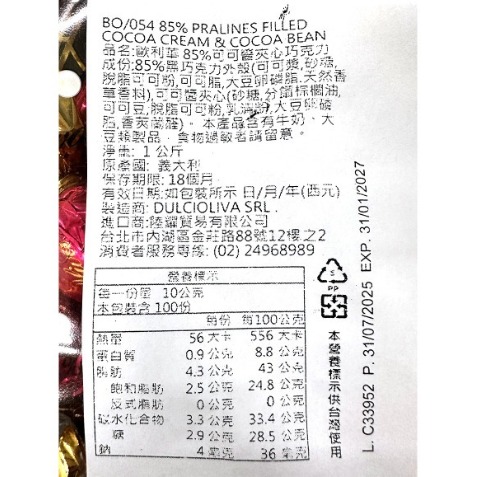 BO/054 85% PRALINES FILLED
COCOA CREAM & COCOA BEAN
品名:歐利華 85%可可醬夾心巧克力
成份:85%黑巧克力外殼(可可漿,砂糖,
脫脂可可粉,可可脂,大豆卵磷脂,天然香
草香料),可可醬夾心(砂糖,分餾棕櫚油,
可可豆,脫脂可可粉,乳清粉,大豆卵磷
脂,香莢蘭醛)。本產品含有牛奶、大
豆類製品,食物過敏者請留意。
淨重: 1 公斤
原產國: 義大利
保存期限: 18個月
有效日期:如包裝所示 日/月/年(西元)
製造商: DULCIOLIVA SRL.
進口商:陸耀貿易有限公司
台北市內湖區金莊路88號12樓之2
消費者服務專線: (02) 24968989
營養標示
每一份量 10公克
本包裝含 100份
每份 每100公克
熱量 56 大卡 556 大卡
蛋白質 0.9 公克 8.8 公克
脂肪 4.3 公克 43 公克
飽和脂肪 2.5 公克 24.8 公克
反式脂肪 0 公克 0 公克
碳水化合物 3.3 公克 33.4 公克
糖 2.9 公克 28.5 公克
鈉 4 毫克 36 毫克
5
PP
本營養標示供台灣使用
L. C33952 P. 31/07/2025 EXP. 31/01/2027